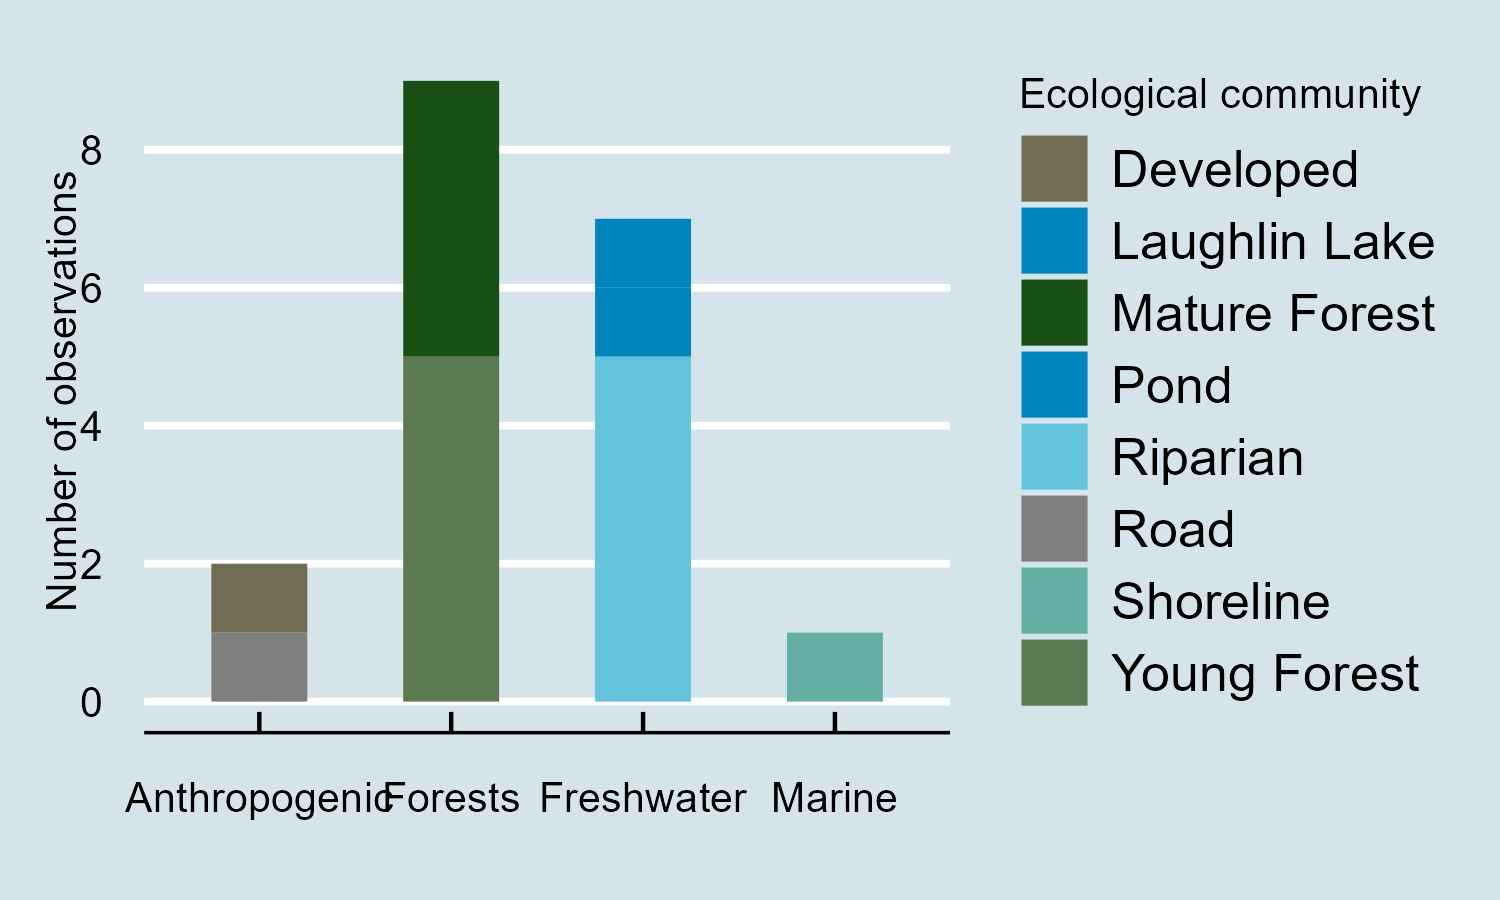 Number of observations
8
6
4
2
0
Anthropogenic Forests Freshwater Marine
Ecological community
Developed
Laughlin Lake
Mature Forest
Pond
Riparian
Road
Shoreline
Young Forest